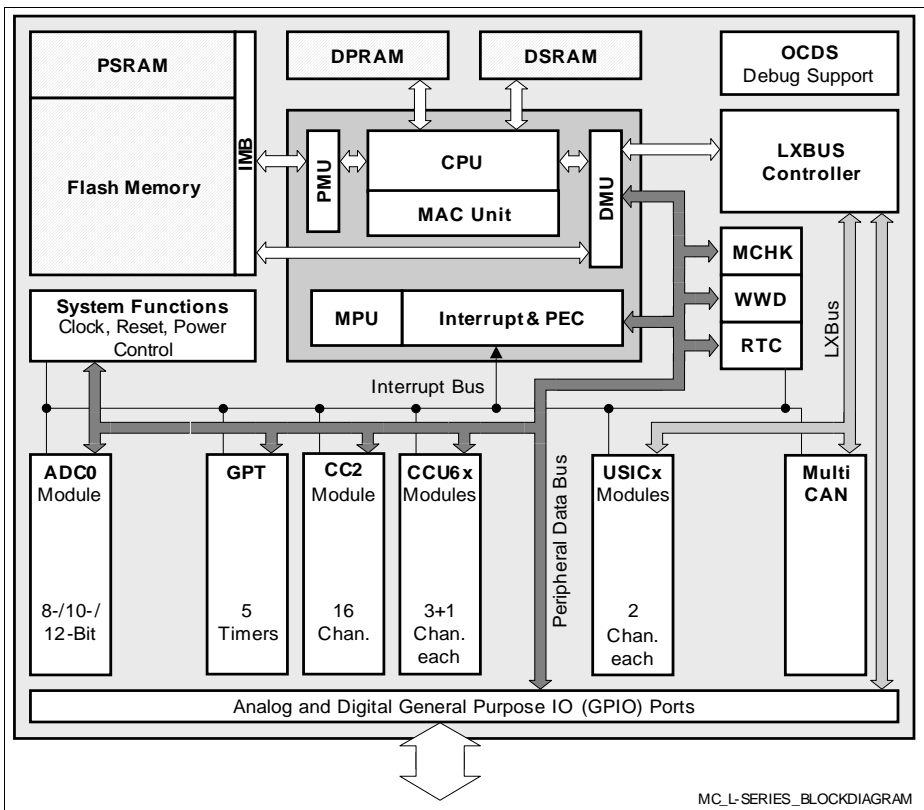 PSRAM
Flash Memory
IMB
DPRAM
DSRAM
OCDS
Debug Support
PMU
CPU
MAC Unit
DMU
LXBUS
Controller
MPU
Interrupt & PEC
MCHK
WWD
RTC
System Functions
Clock, Reset, Power
Control
Interrupt Bus
LXBus
Peripheral Data Bus
ADC0
Module
8-/10-/
12-Bit
GPT
5
Timers
CC2
Module
16
Chan.
CCU6x
Modules
3+1
Chan.
each
USICx
Modules
2
Chan.
each
Multi
CAN
Analog and Digital General Purpose IO (GPIO) Ports
MC_L-SERIES_BLOCKDIAGRAM